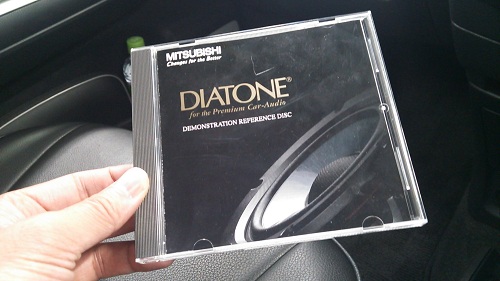 MITSUBISHI
Changes for the Better
DIATONE®
for the Premium Car-Audio
DEMONSTRATION REFERENCE DISC